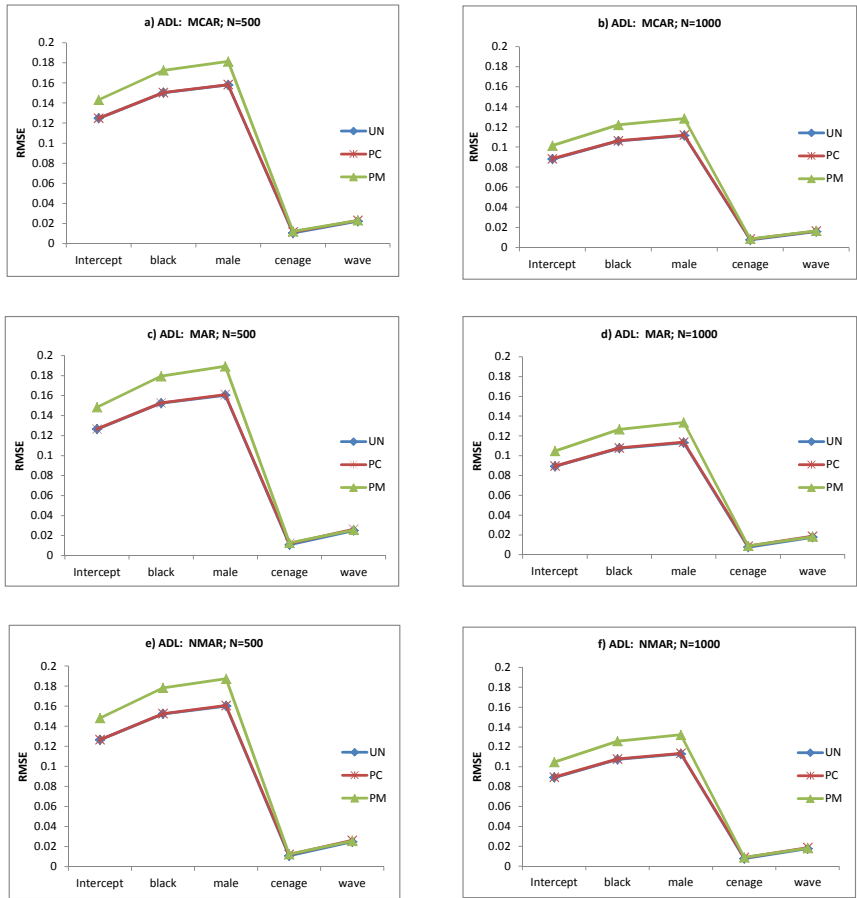 a) ADL: MCAR; N=500
0.2
0.18
0.16
0.14
0.12
0.1
0.08
0.06
0.04
0.02
0
RMSE
Intercept black male cenage wave
UN
PC
PM
b) ADL: MCAR; N=1000
0.2
0.18
0.16
0.14
0.12
0.1
0.08
0.06
0.04
0.02
0
RMSE
Intercept black male cenage wave
UN
PC
PM
c) ADL: MAR; N=500
0.2
0.18
0.16
0.14
0.12
0.1
0.08
0.06
0.04
0.02
0
RMSE
Intercept black male cenage wave
UN
PC
PM
d) ADL: MAR; N=1000
0.2
0.18
0.16
0.14
0.12
0.1
0.08
0.06
0.04
0.02
0
RMSE
Intercept black male cenage wave
UN
PC
PM
e) ADL: NMAR; N=500
0.2
0.18
0.16
0.14
0.12
0.1
0.08
0.06
0.04
0.02
0
RMSE
Intercept black male cenage wave
UN
PC
PM
f) ADL: NMAR; N=1000
0.2
0.18
0.16
0.14
0.12
0.1
0.08
0.06
0.04
0.02
0
RMSE
Intercept black male cenage wave
UN
PC
PM